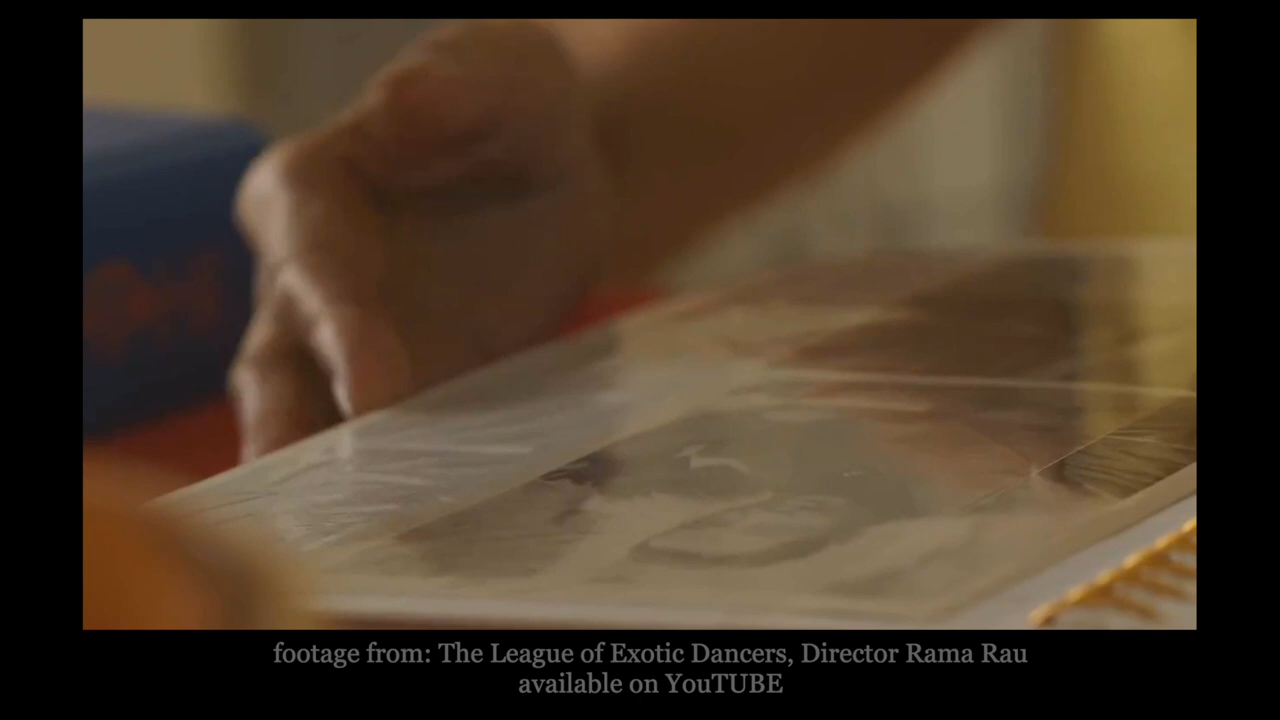 footage from: The League of Exotic Dancers, Director Rama Rau
available on YouTUBE